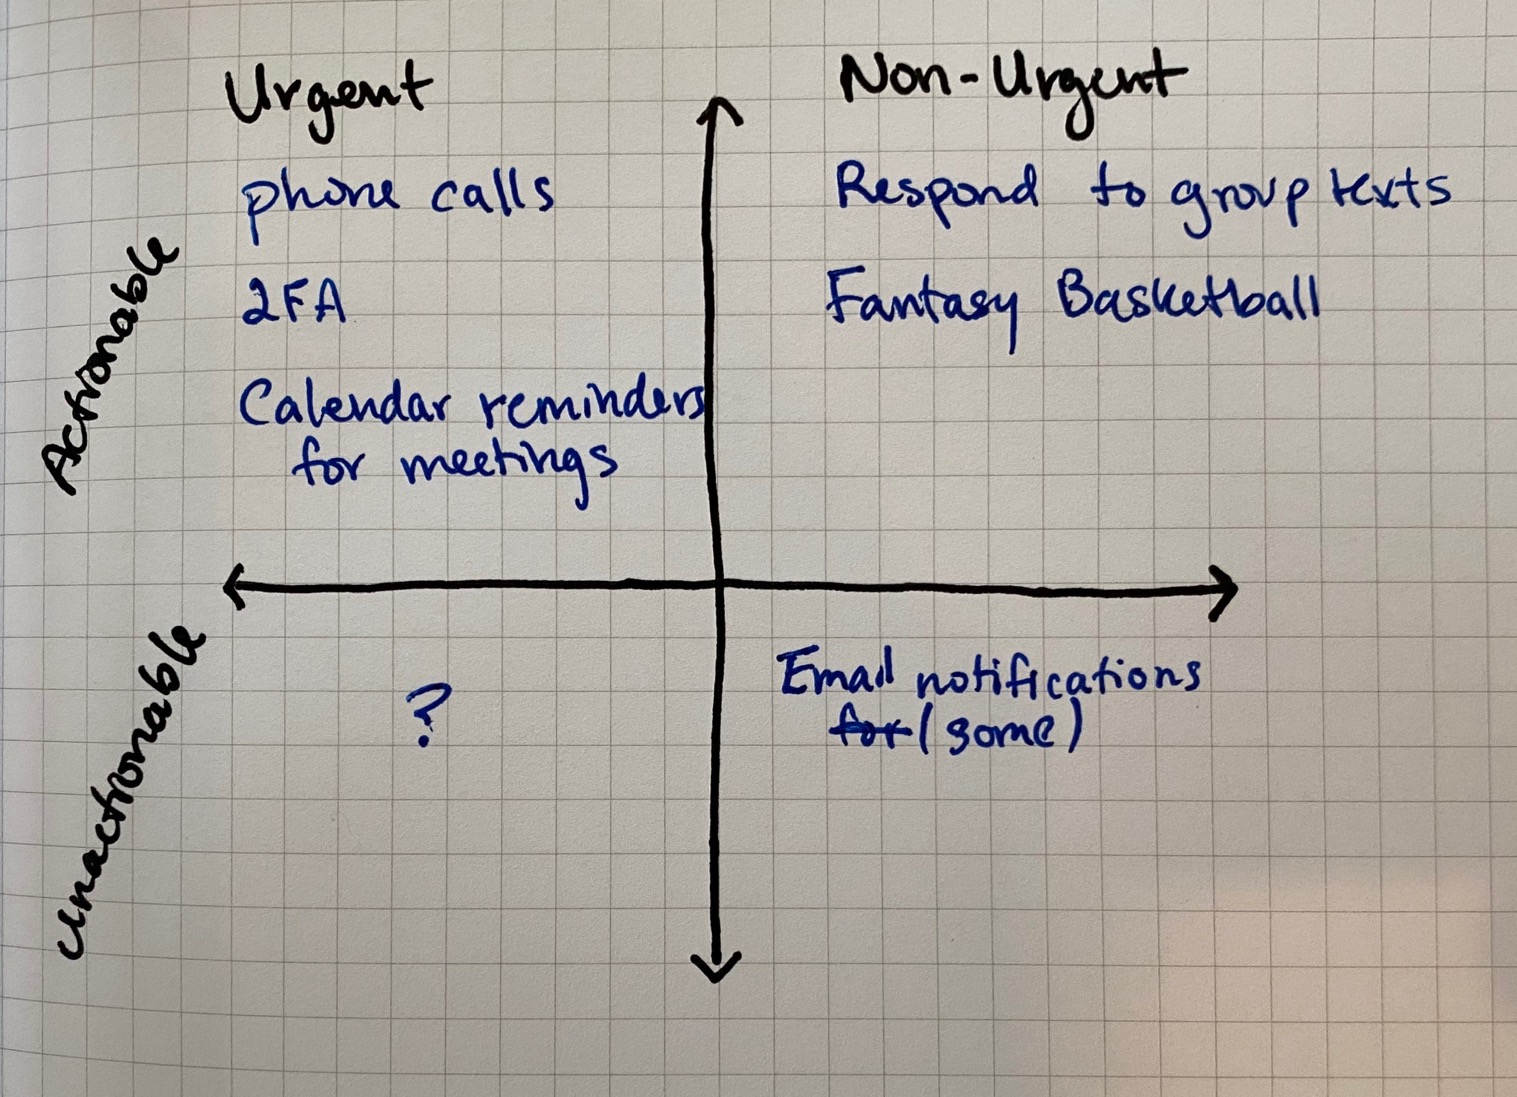 Urgent
Non-Urgent
Actionable
phone calls
2FA
Calendar reminders
for meetings
Respond to group texts
Fantasy Basketball
Unactionable
?
Email notifications
for (some)